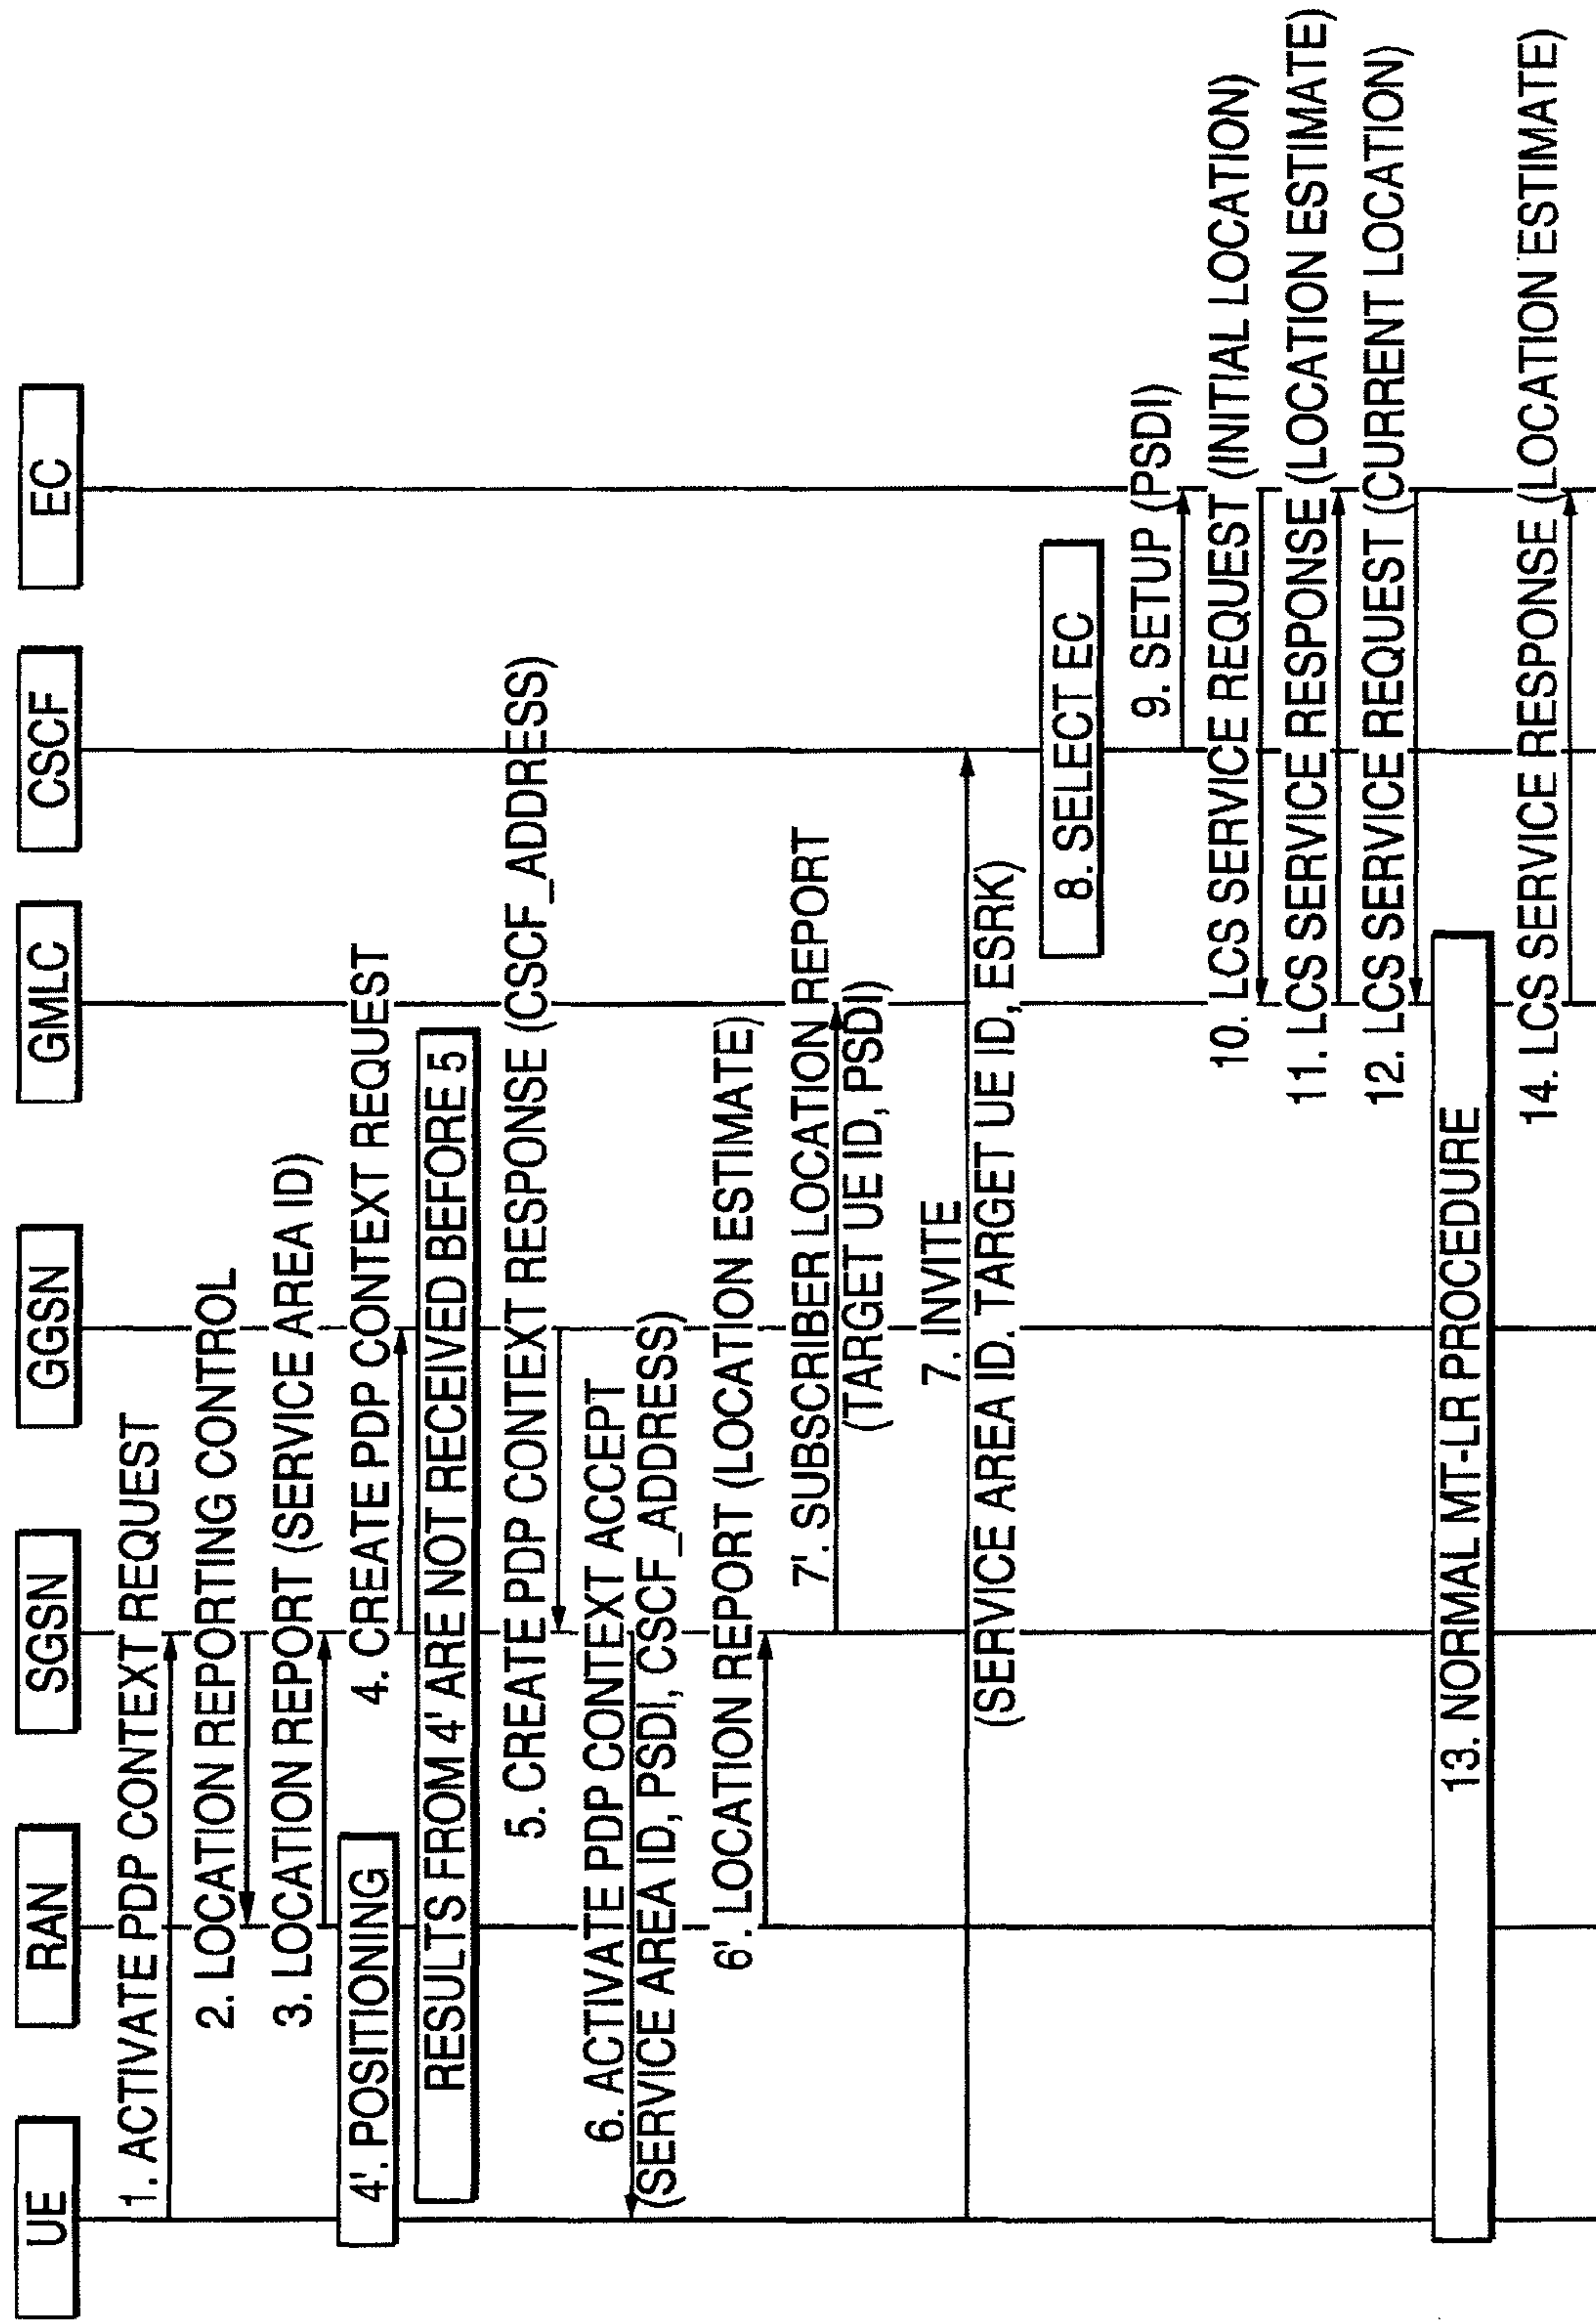 UE
RAN
SGSN
GGSN
GMLC
CSCF
EC
1. ACTIVATE PDP CONTEXT REQUEST
2. LOCATION REPORTING CONTROL
3. LOCATION REPORT (SERVICE AREA ID)
4'. POSITIONING
4. CREATE PDP CONTEXT REQUEST
RESULTS FROM 4' ARE NOT RECEIVED BEFORE 5
5. CREATE PDP CONTEXT RESPONSE (CSCF_ADDRESS)
6. ACTIVATE PDP CONTEXT ACCEPT
(SERVICE AREA ID, PSDI, CSCF_ADDRESS)
6'. LOCATION REPORT (LOCATION ESTIMATE)
7'. SUBSCRIBER LOCATION REPORT
(TARGET UE ID, PSDI)
7. INVITE
(SERVICE AREA ID. TARGET UE ID, ESRK)
8. SELECT EC
9. SETUP (PSDI)
10. LCS SERVICE REQUEST (INITIAL LOCATION)
11. LCS SERVICE RESPONSE (LOCATION ESTIMATE)
12. LCS SERVICE REQUEST (CURRENT LOCATION)
13. NORMAL MT-LR PROCEDURE
14. LCS SERVICE RESPONSE (LOCATION ESTIMATE)